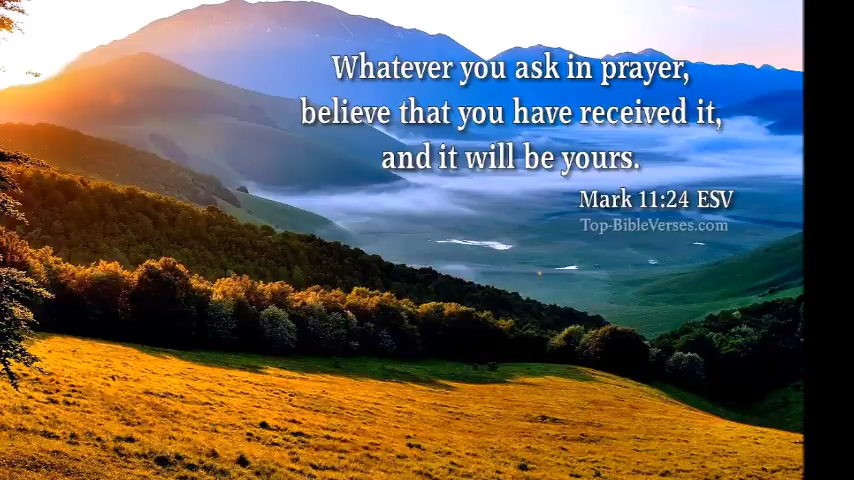 Whatever you ask in prayer,
believe that you have received it,
and it will be yours.
Mark 11:24 ESV
Top-BibleVerses.com